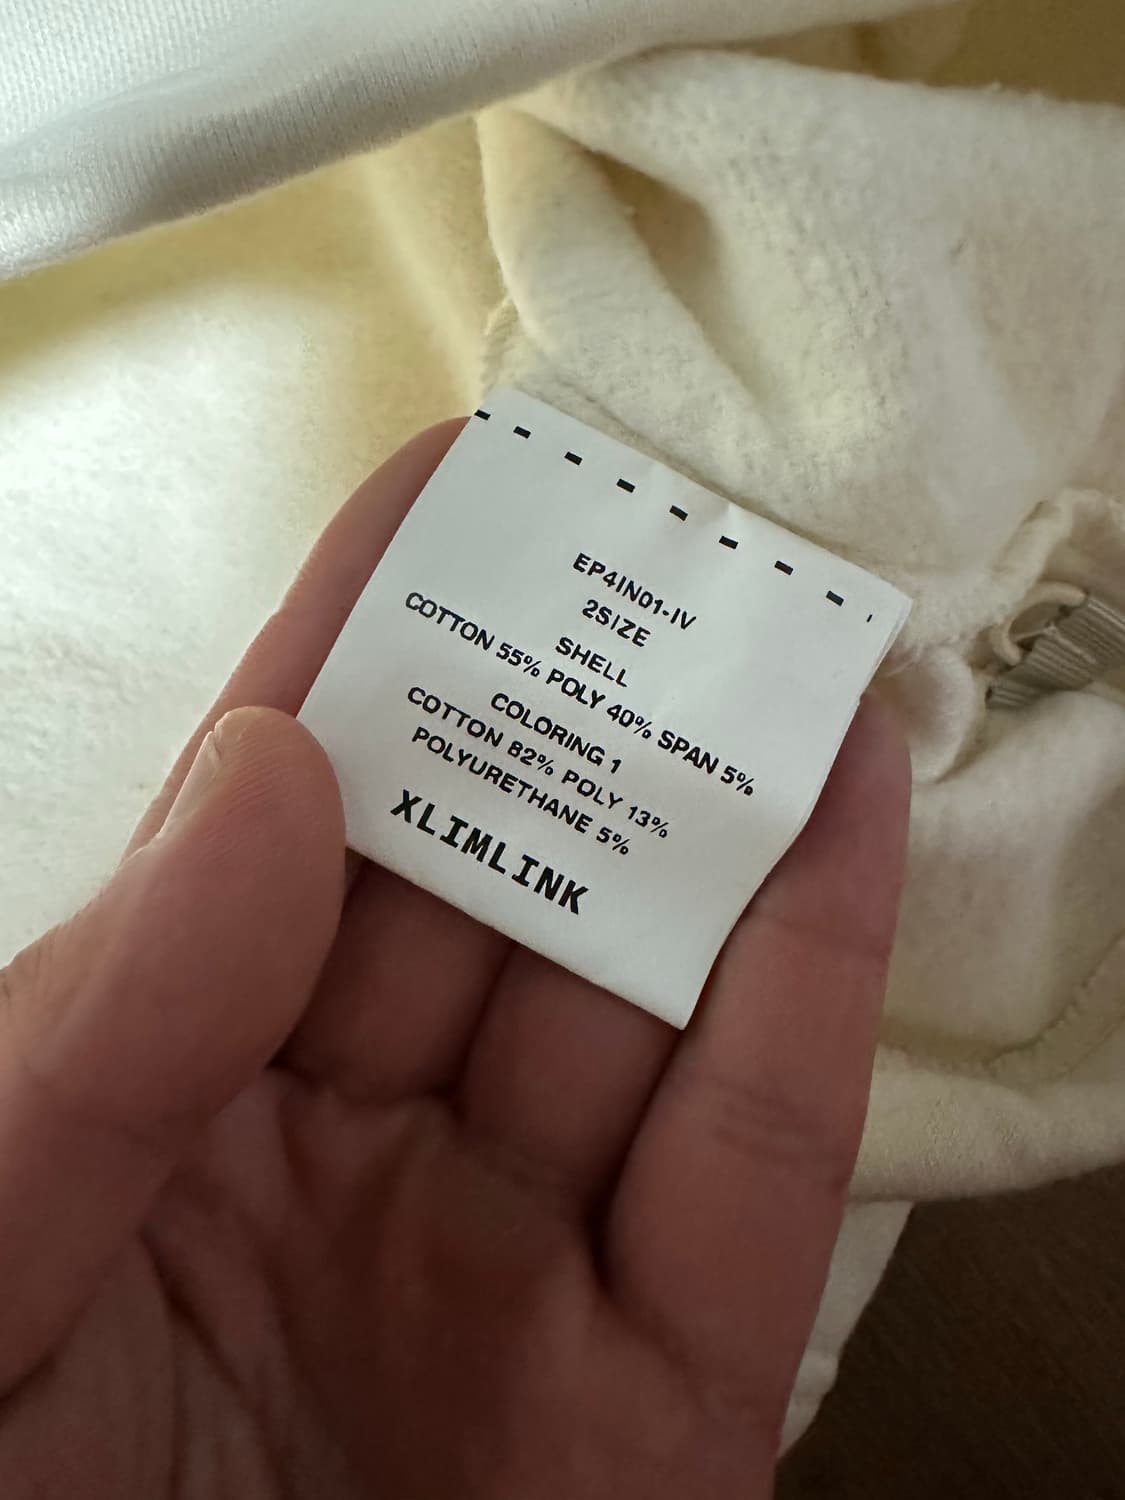 EP4IN01-IV
2SIZE
SHELL
COTTON 55% POLY 40% SPAN 5%
COLORING 1
COTTON 82% POLY 13%
POLYURETHANE 5%
XLIMLINK